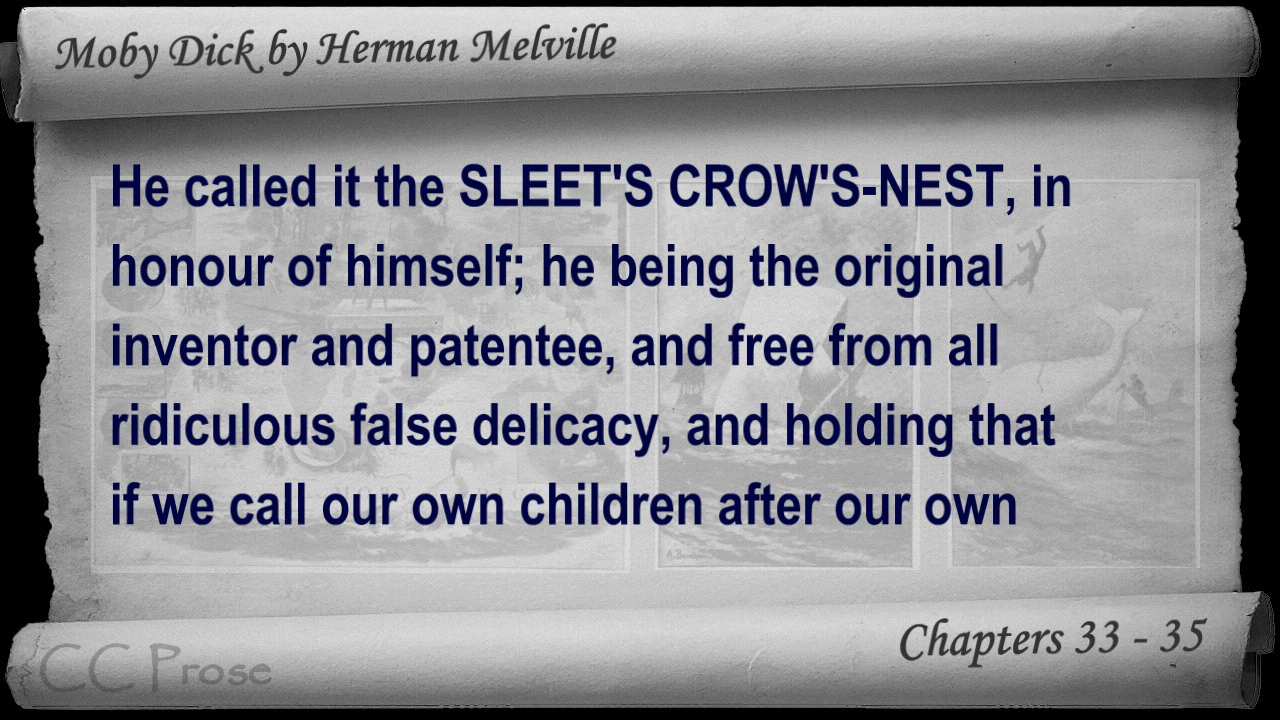 Moby Dick by Herman Melville
He called it the SLEET'S CROW'S-NEST, in
honour of himself; he being the original
inventor and patentee, and free from all
ridiculous false delicacy, and holding that
if we call our own children after our own
Chapters 33 - 35
CC Prose